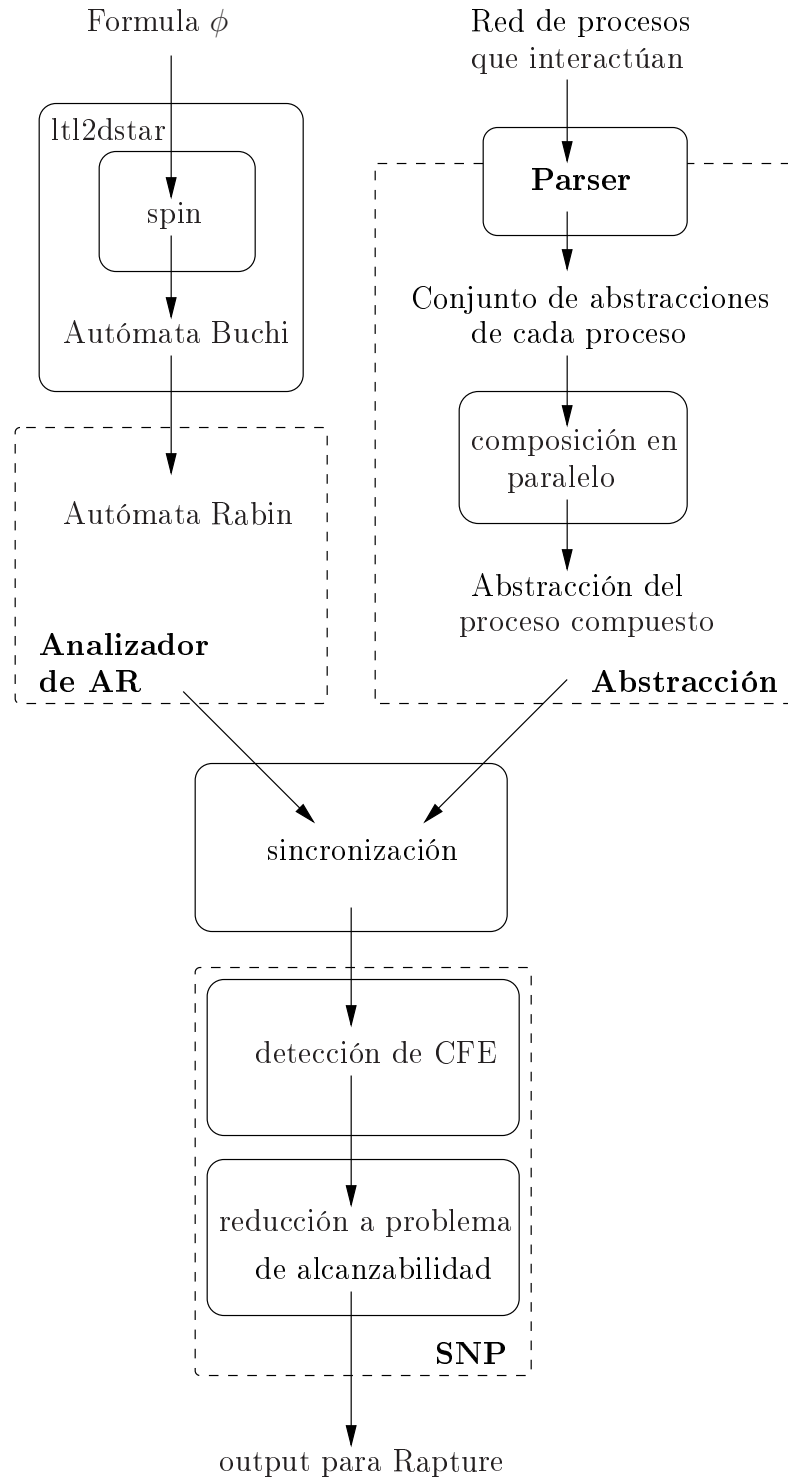 Formula ϕ
ltl2dstar
spin
Autómata Buchi
Autómata Rabin
Analizador
de AR
Red de procesos
que interactúan
Parser
Conjunto de abstracciones
de cada proceso
composición en
paralelo
Abstracción del
proceso compuesto
Abstracción
sincronización
detección de CFE
reducción a problema
de alcanzabilidad
SNP
output para Rapture